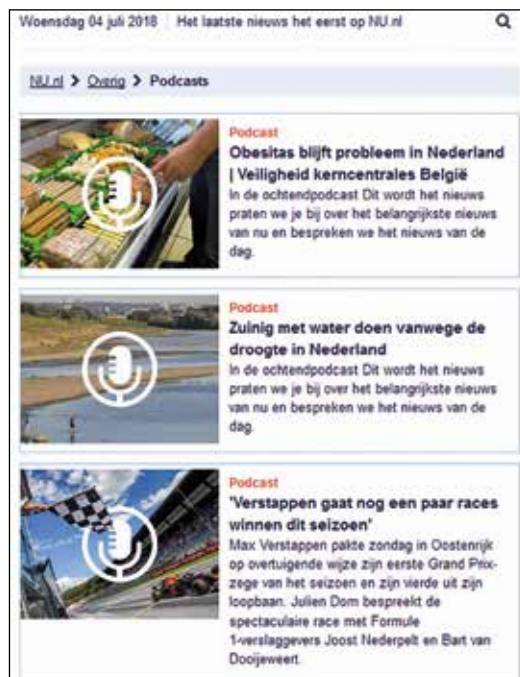 Woensdag 04 juli 2018 | Het laatste nieuws het eerst op NU.nl
NU.nl > Overig > Podcasts
Podcast
Obesitas blijft probleem in Nederland
| Veiligheid kerncentrales België
In de ochtendpodcast Dit wordt het nieuws
praten we je bij over het belangrijkste nieuws
van nu en bespreken we het nieuws van de
dag.
Podcast
Zuinig met water doen vanwege de
droogte in Nederland
In de ochtendpodcast Dit wordt het nieuws
praten we je bij over het belangrijkste nieuws
van nu en bespreken we het nieuws van de
dag.
Podcast
'Verstappen gaat nog een paar races
winnen dit seizoen'
Max Verstappen pakte zondag in Oostenrijk
op overtuigende wijze zijn eerste Grand Prix-
zege van het seizoen en zijn vierde uit zijn
loopbaan. Julien Dom bespreekt de
spectaculaire race met Formule
1-verslaggevers Joost Nederpelt en Bart van
Dooijeweert.